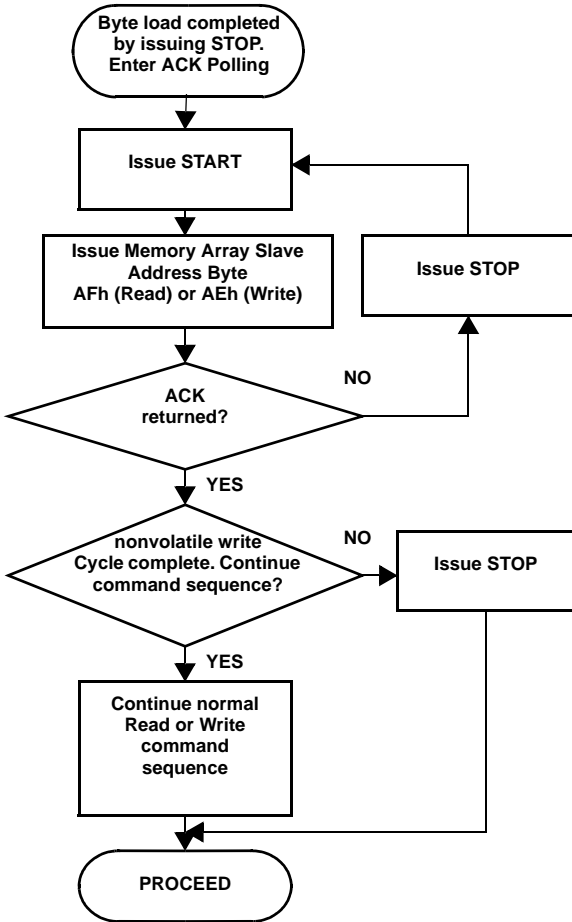 Byte load completed
by issuing STOP.
Enter ACK Polling
Issue START
Issue Memory Array Slave
Address Byte
AFh (Read) or AEh (Write)
Issue STOP
ACK
returned?
NO
YES
nonvolatile write
Cycle complete. Continue
command sequence?
NO
Issue STOP
YES
Continue normal
Read or Write
command
sequence
PROCEED